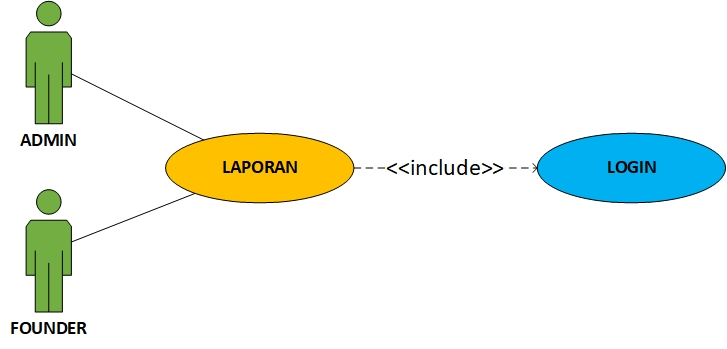 ADMIN
LAPORAN
<<include>>
LOGIN
FOUNDER